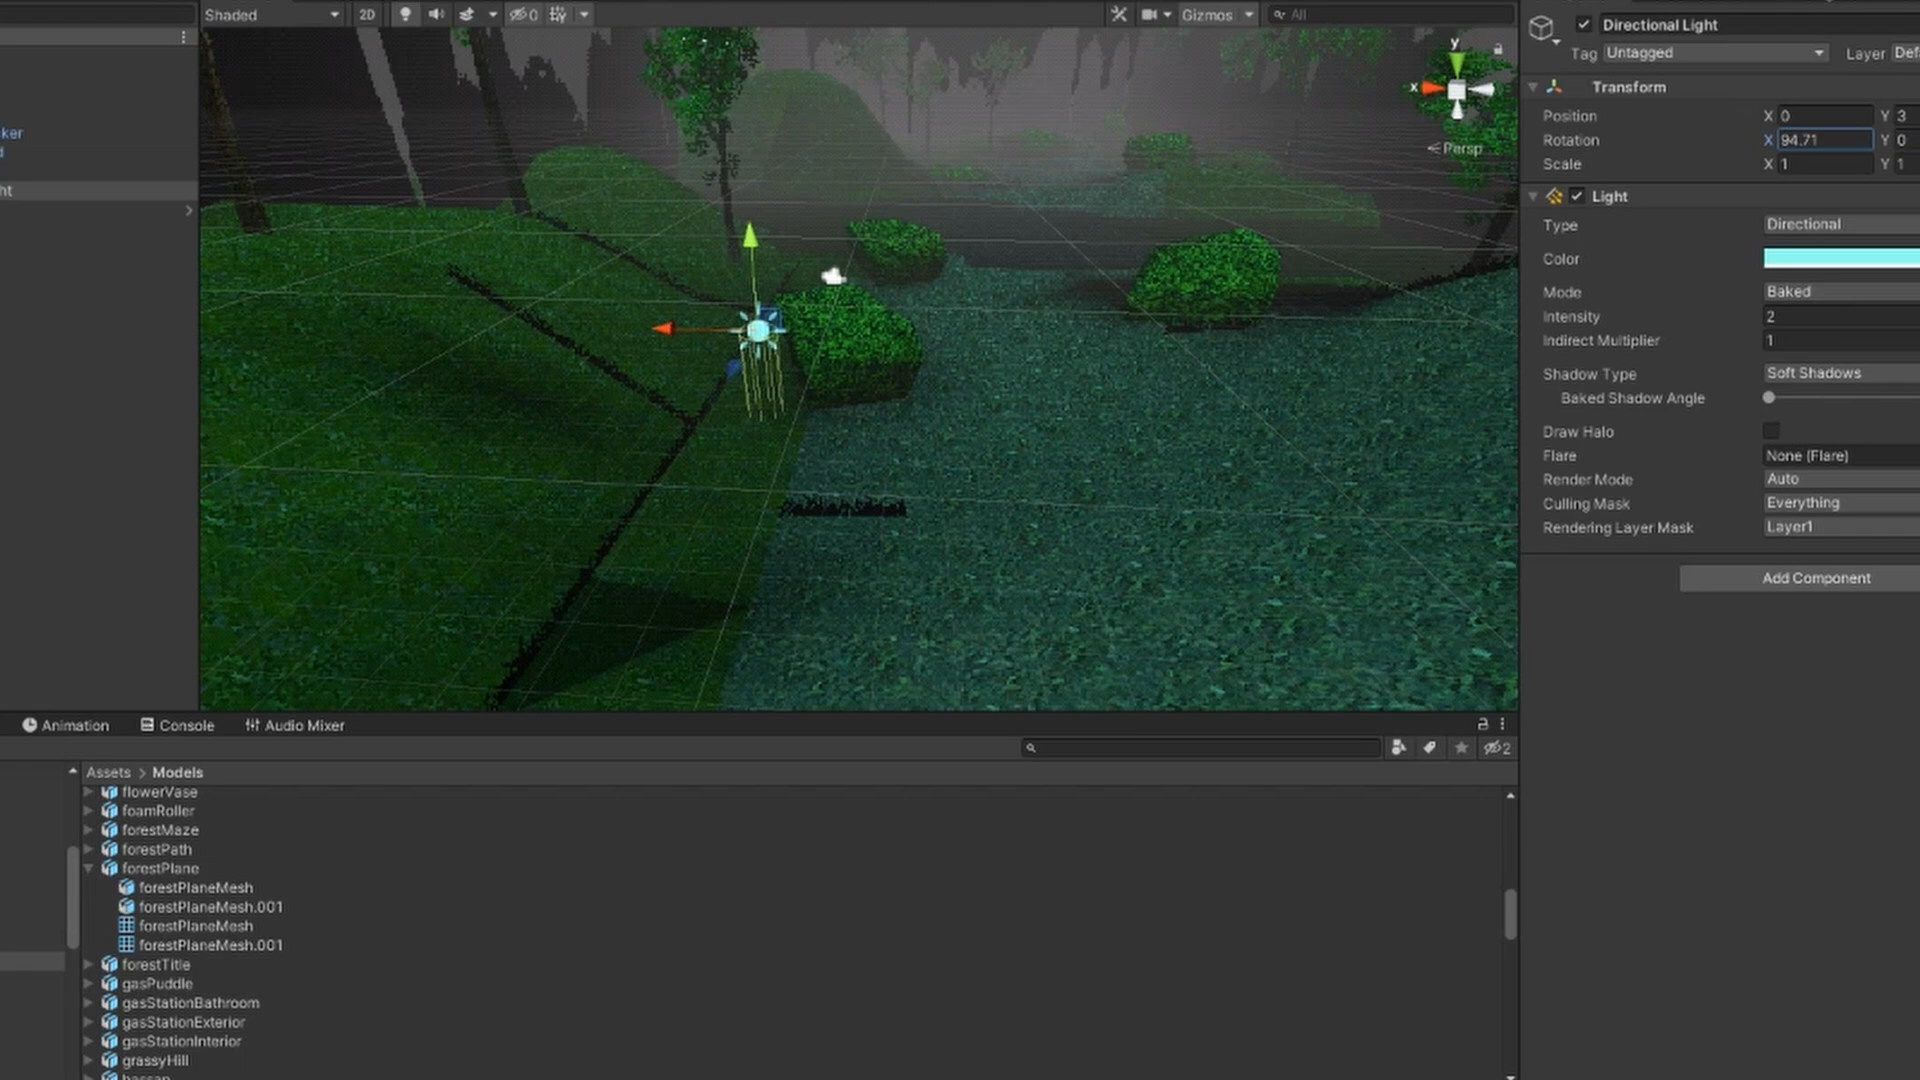 Shaded 2D 0 Gizmos All
Directional Light
Tag Untagged Layer Def
Transform
Position X 0 Y 3
Rotation X 94.71 Y 0
Scale X 1 Y 1
y
x
Persp
ker
d
ht
Light
Type Directional
Color
Mode Baked
Intensity 2
Indirect Multiplier 1
Shadow Type Soft Shadows
Baked Shadow Angle
Draw Halo
Flare None (Flare)
Render Mode Auto
Culling Mask Everything
Rendering Layer Mask Layer1
Add Component
Animation Console Audio Mixer
2
Assets > Models
flowerVase
foamRoller
forestMaze
forestPath
forestPlane
forestPlaneMesh
forestPlaneMesh.001
forestPlaneMesh
forestPlaneMesh.001
forestTitle
gasPuddle
gasStationBathroom
gasStationExterior
gasStationInterior
grassyHill